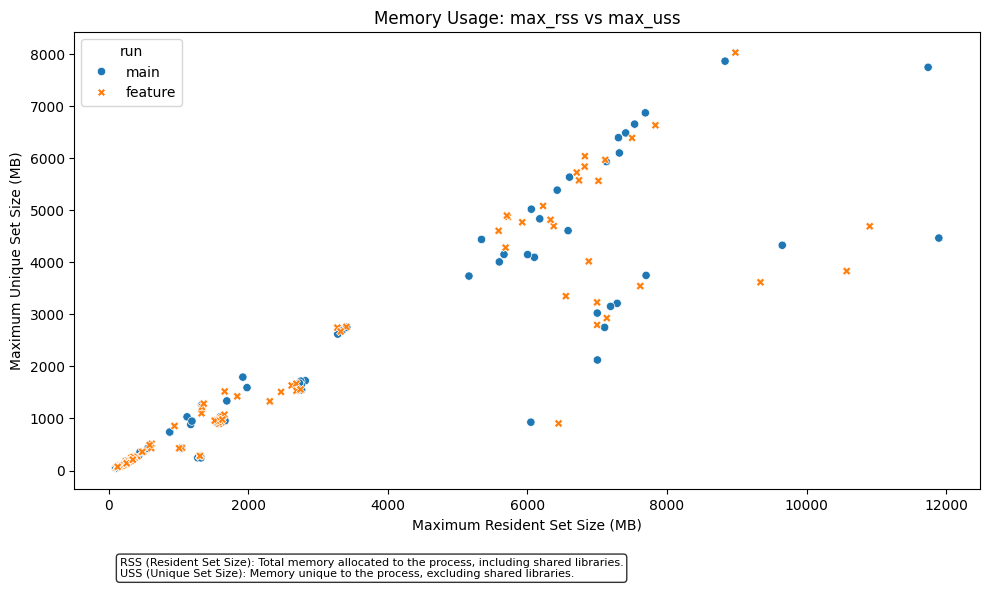 Memory Usage: max_rss vs max_uss
run
main
feature
8000
7000
6000
5000
4000
3000
2000
1000
0
Maximum Unique Set Size (MB)
0 2000 4000 6000 8000 10000 12000
Maximum Resident Set Size (MB)
RSS (Resident Set Size): Total memory allocated to the process, including shared libraries.
USS (Unique Set Size): Memory unique to the process, excluding shared libraries.